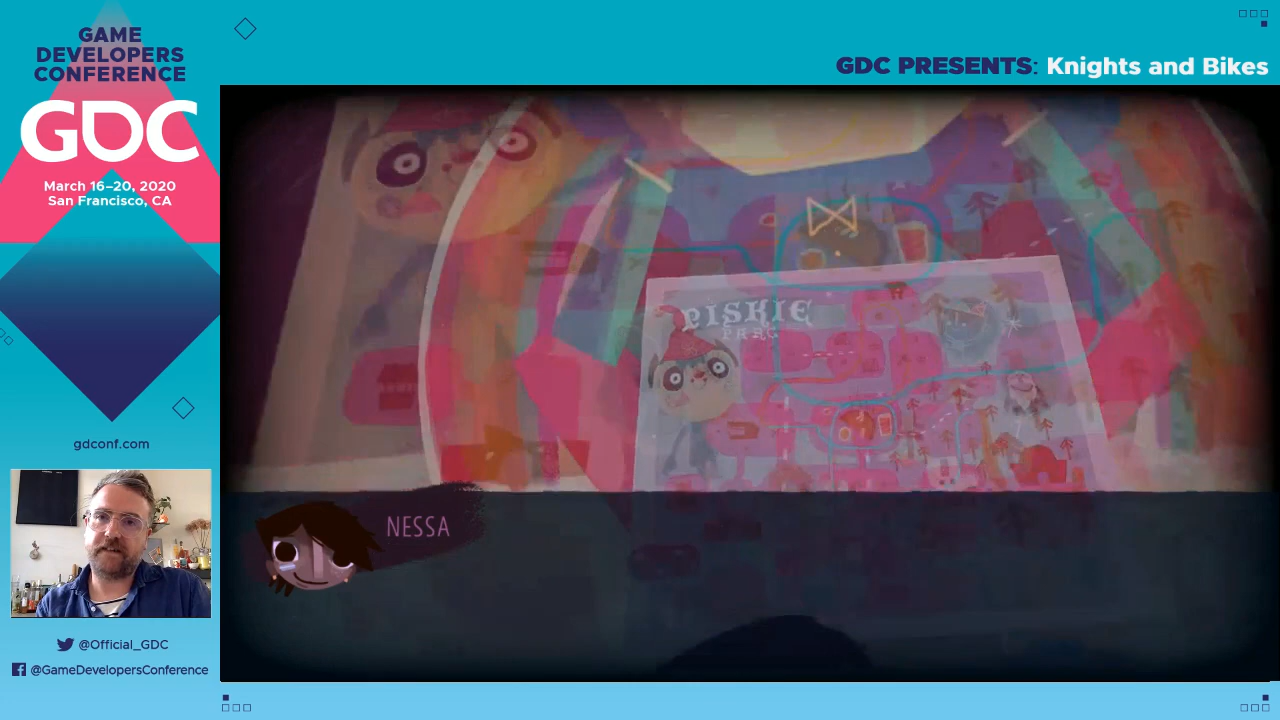 GAME
DEVELOPERS
CONFERENCE
GDC
March 16–20, 2020
San Francisco, CA
gdconf.com
@Official_GDC
@GameDevelopersConference
GDC PRESENTS: Knights and Bikes
PISKIE
PARC
NESSA